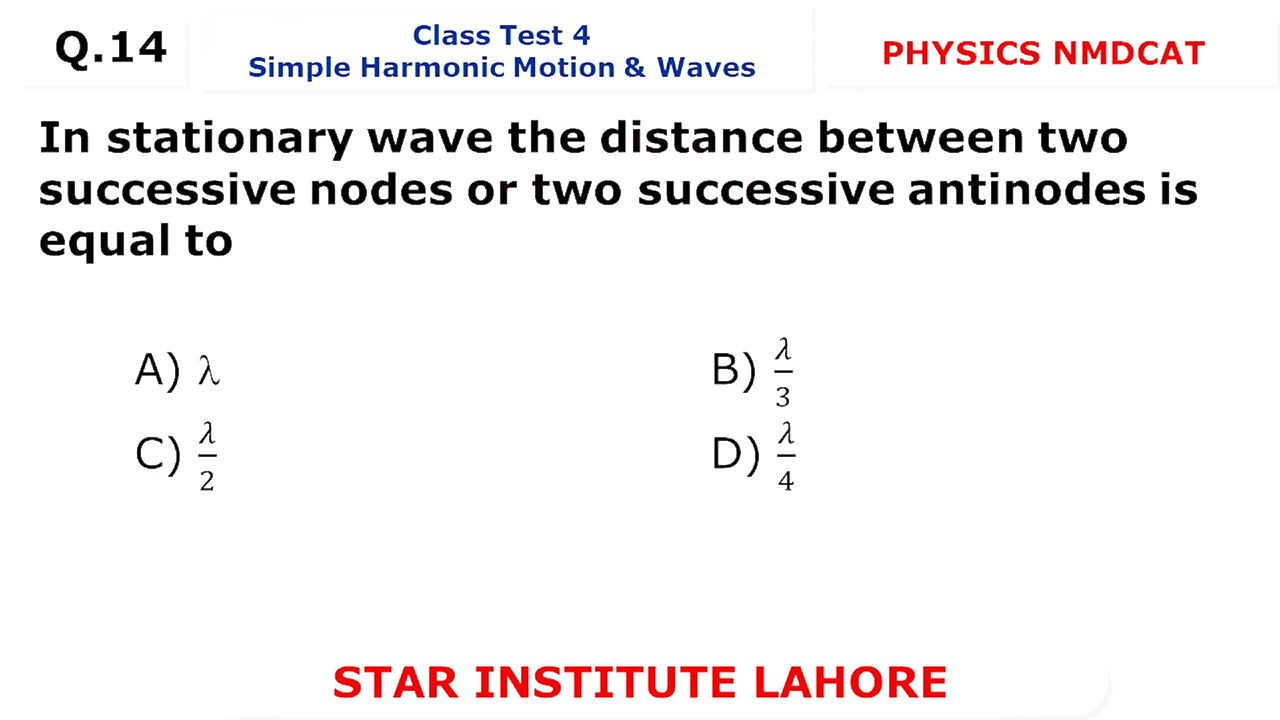 Q.14
Class Test 4
Simple Harmonic Motion & Waves
PHYSICS NMDCAT
In stationary wave the distance between two
successive nodes or two successive antinodes is
equal to
A) λ
B) λ/3
C) λ/2
D) λ/4
STAR INSTITUTE LAHORE